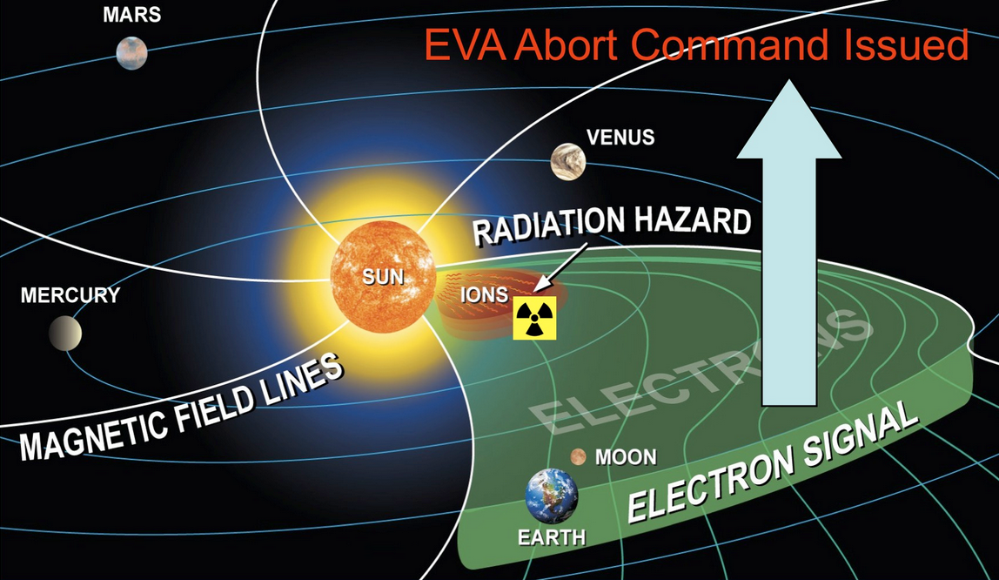 MARS
EVA Abort Command Issued
VENUS
RADIATION HAZARD
SUN
IONS
MERCURY
ELECTRONS
MAGNETIC FIELD LINES
MOON
ELECTRON SIGNAL
EARTH